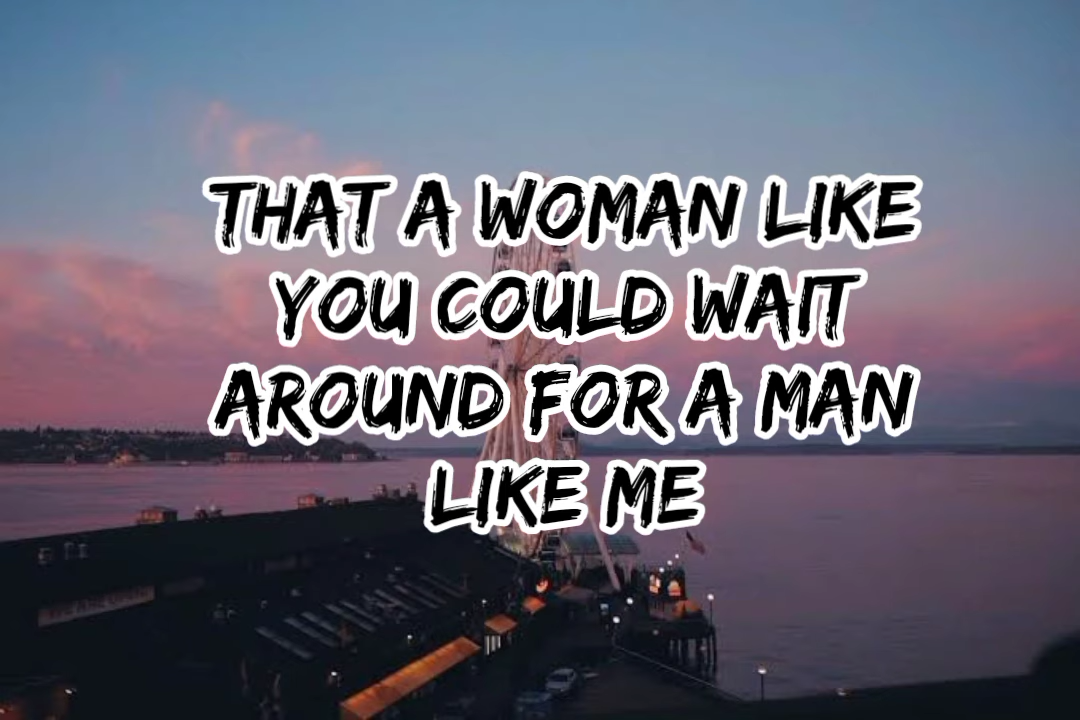 THAT A WOMAN LIKE
YOU COULD WAIT
AROUND FOR A MAN
LIKE ME